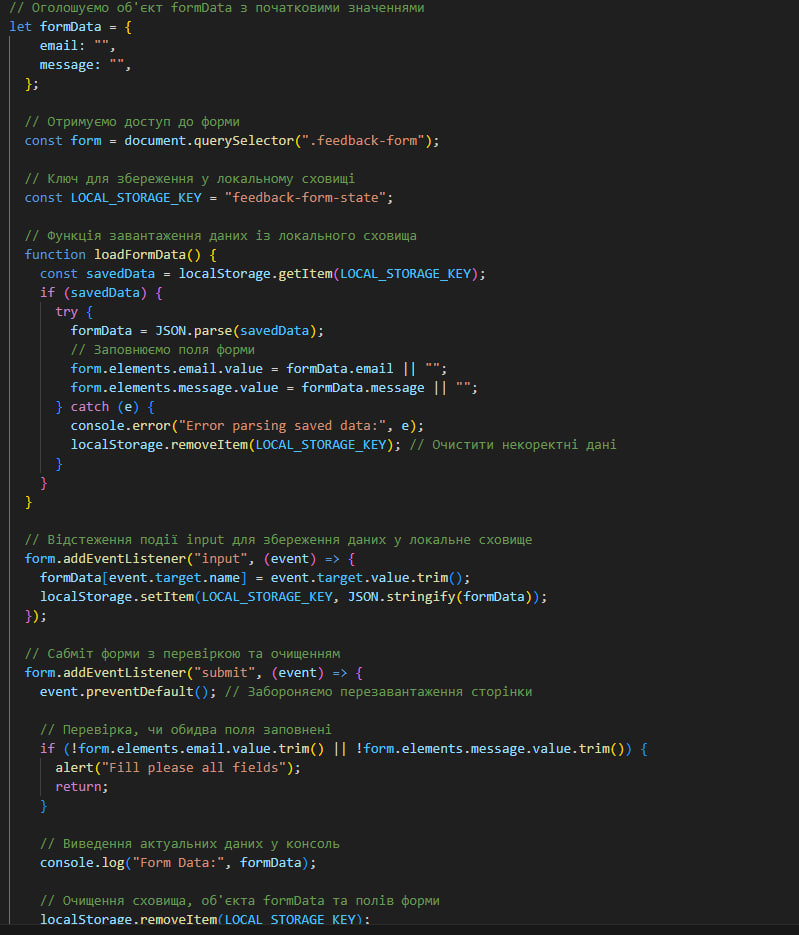 // Оголошуємо об'єкт formData з початковими значеннями
let formData = {
    email: "",
    message: "",
  };

  // Отримуємо доступ до форми
  const form = document.querySelector(".feedback-form");

  // Ключ для збереження у локальному сховищі
  const LOCAL_STORAGE_KEY = "feedback-form-state";

  // Функція завантаження даних із локального сховища
  function loadFormData() {
    const savedData = localStorage.getItem(LOCAL_STORAGE_KEY);
    if (savedData) {
      try {
        formData = JSON.parse(savedData);
        // Заповнюємо поля форми
        form.elements.email.value = formData.email || "";
        form.elements.message.value = formData.message || "";
      } catch (e) {
        console.error("Error parsing saved data:", e);
        localStorage.removeItem(LOCAL_STORAGE_KEY); // Очистити некоректні дані
      }
    }
  }

  // Відстеження події input для збереження даних у локальне сховище
  form.addEventListener("input", (event) => {
    formData[event.target.name] = event.target.value.trim();
    localStorage.setItem(LOCAL_STORAGE_KEY, JSON.stringify(formData));
  });

  // Сабміт форми з перевіркою та очищенням
  form.addEventListener("submit", (event) => {
    event.preventDefault(); // Забороняємо перезавантаження сторінки

    // Перевірка, чи обидва поля заповнені
    if (!form.elements.email.value.trim() || !form.elements.message.value.trim()) {
      alert("Fill please all fields");
      return;
    }

    // Виведення актуальних даних у консоль
    console.log("Form Data:", formData);

    // Очищення сховища, об'єкта formData та полів форми
    localStorage.removeItem(LOCAL_STORAGE_KEY);